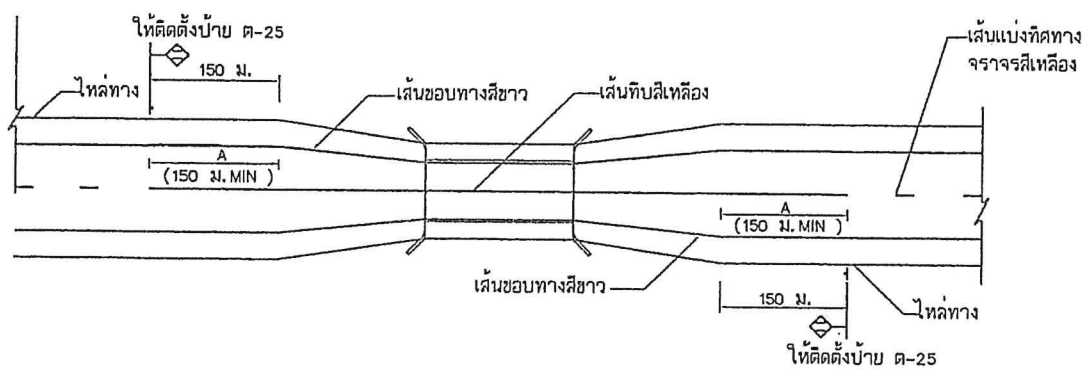 ให้ติดตั้งป้าย ต-25
150 ม.
ไหล่ทาง
เส้นขอบทางสีขาว
เส้นทึบสีเหลือง
เส้นแบ่งทิศทาง
จราจรสีเหลือง
A
(150 ม. MIN )
A
(150 ม. MIN )
เส้นขอบทางสีขาว
150 ม.
ไหล่ทาง
ให้ติดตั้งป้าย ต-25